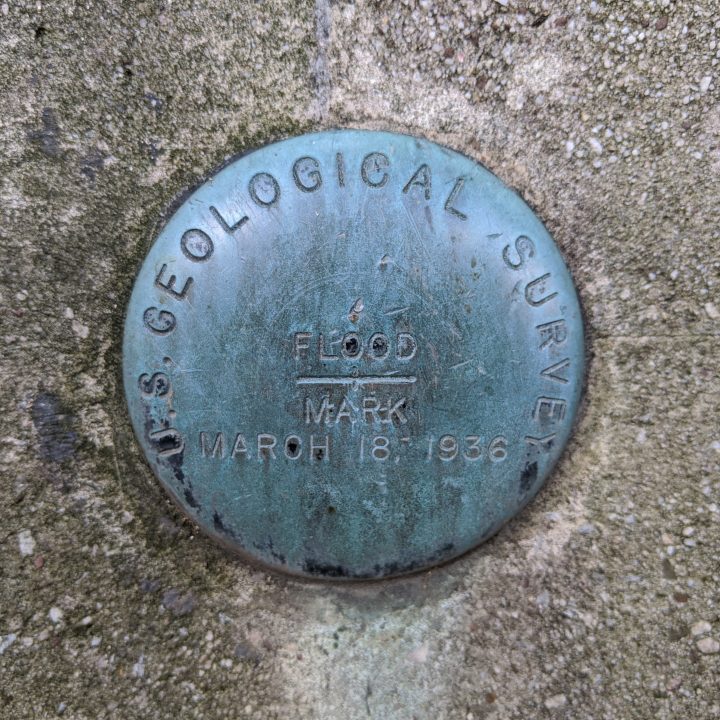 U.S. GEOLOGICAL SURVEY
FLOOD
MARK
MARCH 18, 1936